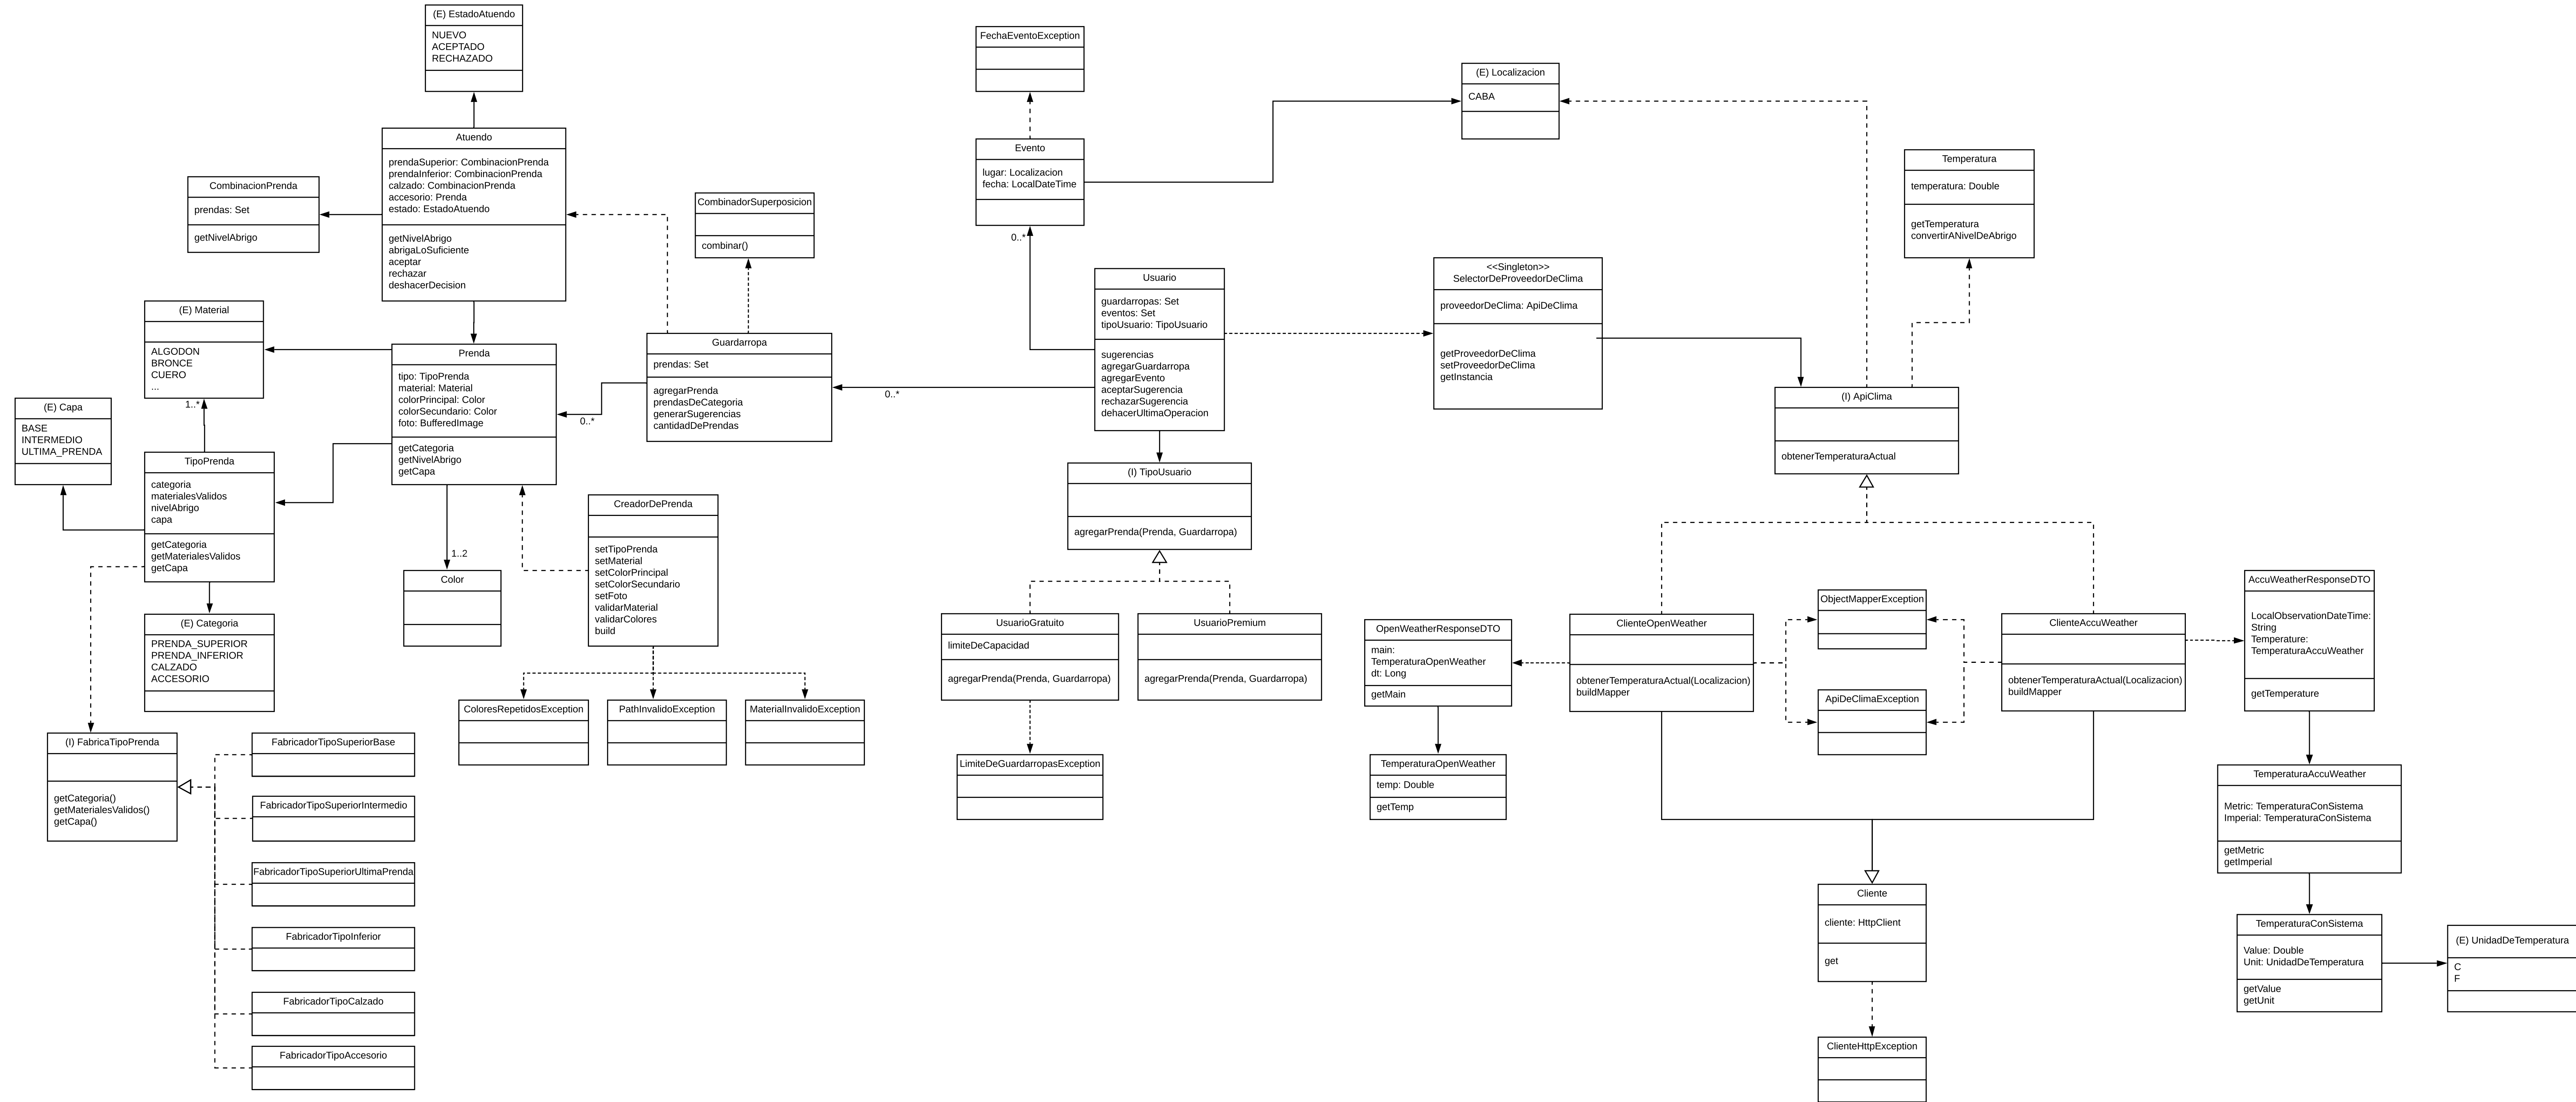 (E) EstadoAtuendo
NUEVO
ACEPTADO
RECHAZADO
Atuendo
prendaSuperior: CombinacionPrenda
prendaInferior: CombinacionPrenda
calzado: CombinacionPrenda
accesorio: Prenda
estado: EstadoAtuendo
getNivelAbrigo
abrigaLoSuficiente
aceptar
rechazar
deshacerDecision
CombinacionPrenda
prendas: Set
getNivelAbrigo
CombinadorSuperposicion
combinar()
(E) Material
ALGODON
BRONCE
CUERO
...
1..*
Prenda
tipo: TipoPrenda
material: Material
colorPrincipal: Color
colorSecundario: Color
foto: BufferedImage
getCategoria
getNivelAbrigo
getCapa
Guardarropa
prendas: Set
agregarPrenda
prendasDeCategoria
generarSugerencias
cantidadDePrendas
0..*
0..*
(E) Capa
BASE
INTERMEDIO
ULTIMA_PRENDA
TipoPrenda
categoria
materialesValidos
nivelAbrigo
capa
getCategoria
getMaterialesValidos
getCapa
(E) Categoria
PRENDA_SUPERIOR
PRENDA_INFERIOR
CALZADO
ACCESORIO
1..2
Color
CreadorDePrenda
setTipoPrenda
setMaterial
setColorPrincipal
setColorSecundario
setFoto
validarMaterial
validarColores
build
ColoresRepetidosException
PathInvalidoException
MaterialInvalidoException
(I) FabricaTipoPrenda
getCategoria()
getMaterialesValidos()
getCapa()
FabricadorTipoSuperiorBase
FabricadorTipoSuperiorIntermedio
FabricadorTipoSuperiorUltimaPrenda
FabricadorTipoInferior
FabricadorTipoCalzado
FabricadorTipoAccesorio
FechaEventoException
Evento
lugar: Localizacion
fecha: LocalDateTime
0..*
(E) Localizacion
CABA
Usuario
guardarropas: Set
eventos: Set
tipoUsuario: TipoUsuario
sugerencias
agregarGuardarropa
agregarEvento
aceptarSugerencia
rechazarSugerencia
dehacerUltimaOperacion
(I) TipoUsuario
agregarPrenda(Prenda, Guardarropa)
UsuarioGratuito
limiteDeCapacidad
agregarPrenda(Prenda, Guardarropa)
UsuarioPremium
agregarPrenda(Prenda, Guardarropa)
LimiteDeGuardarropasException
<<Singleton>>
SelectorDeProveedorDeClima
proveedorDeClima: ApiDeClima
getProveedorDeClima
setProveedorDeClima
getInstancia
Temperatura
temperatura: Double
getTemperatura
convertirANivelDeAbrigo
(I) ApiClima
obtenerTemperaturaActual
OpenWeatherResponseDTO
main:
TemperaturaOpenWeather
dt: Long
getMain
TemperaturaOpenWeather
temp: Double
getTemp
ClienteOpenWeather
obtenerTemperaturaActual(Localizacion)
buildMapper
ObjectMapperException
ApiDeClimaException
ClienteAccuWeather
obtenerTemperaturaActual(Localizacion)
buildMapper
AccuWeatherResponseDTO
LocalObservationDateTime:
String
Temperature:
TemperaturaAccuWeather
getTemperature
TemperaturaAccuWeather
Metric: TemperaturaConSistema
Imperial: TemperaturaConSistema
getMetric
getImperial
Cliente
cliente: HttpClient
get
ClienteHttpException
TemperaturaConSistema
Value: Double
Unit: UnidadDeTemperatura
getValue
getUnit
(E) UnidadDeTemperatura
C
F